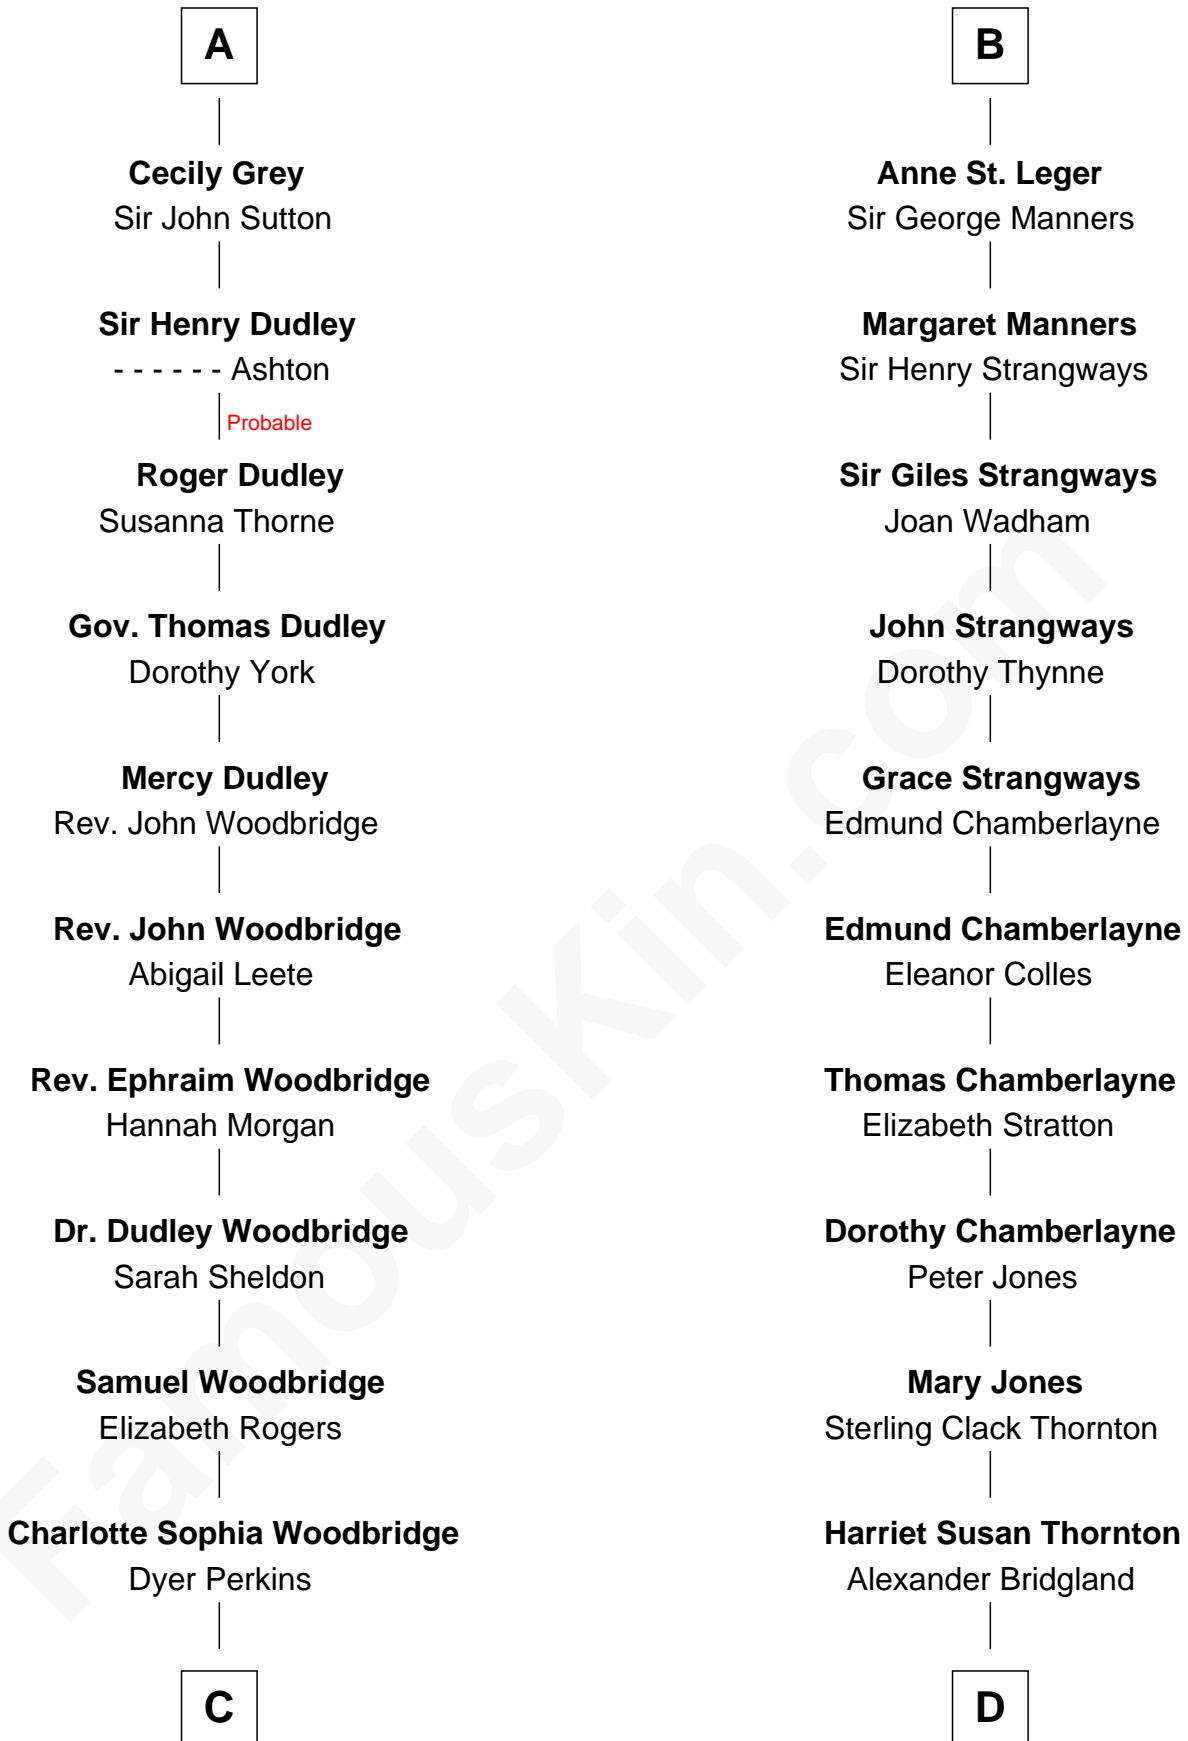 A
Cecily Grey
Sir John Sutton
Sir Henry Dudley
- - - - - - Ashton
Probable
Roger Dudley
Susanna Thorne
Gov. Thomas Dudley
Dorothy York
Mercy Dudley
Rev. John Woodbridge
Rev. John Woodbridge
Abigail Leete
Rev. Ephraim Woodbridge
Hannah Morgan
Dr. Dudley Woodbridge
Sarah Sheldon
Samuel Woodbridge
Elizabeth Rogers
Charlotte Sophia Woodbridge
Dyer Perkins
C
B
Anne St. Leger
Sir George Manners
Margaret Manners
Sir Henry Strangways
Sir Giles Strangways
Joan Wadham
John Strangways
Dorothy Thynne
Grace Strangways
Edmund Chamberlayne
Edmund Chamberlayne
Eleanor Colles
Thomas Chamberlayne
Elizabeth Stratton
Dorothy Chamberlayne
Peter Jones
Mary Jones
Sterling Clack Thornton
Harriet Susan Thornton
Alexander Bridgland
D
FamousKin.com